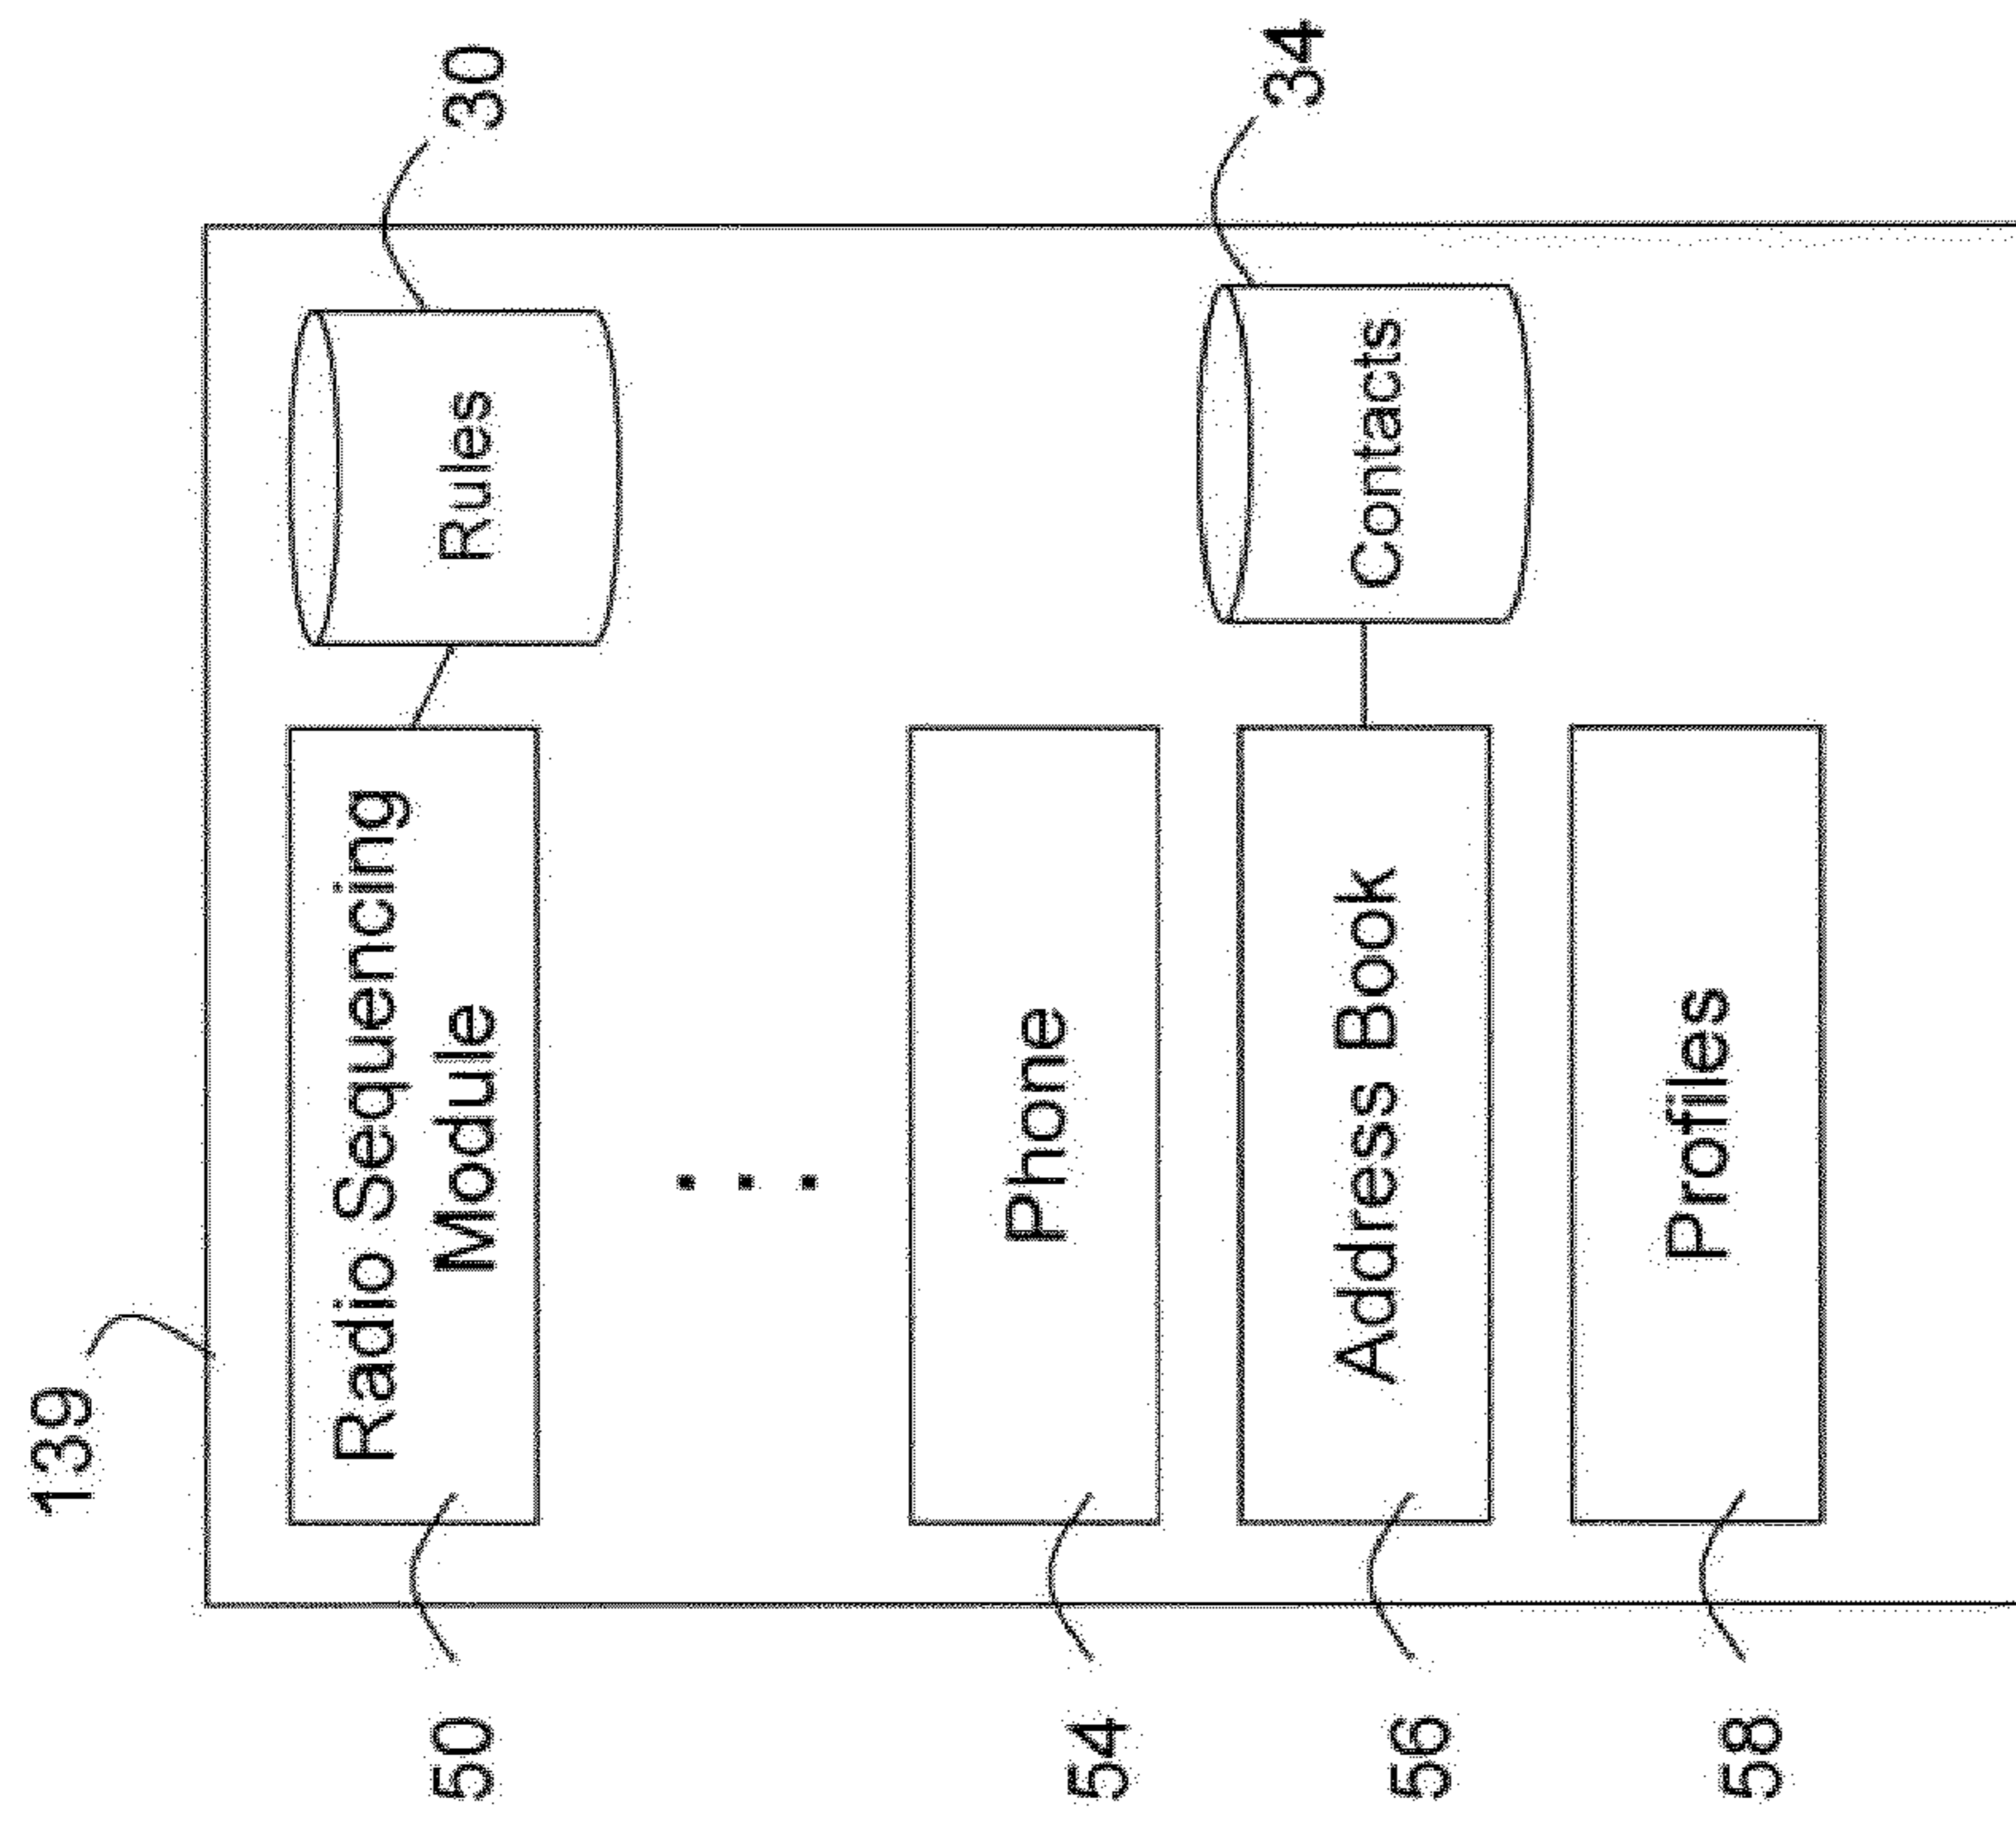 139
50
Radio Sequencing
Module
Rules
30
. . .
54
Phone
56
Address Book
Contacts
34
58
Profiles